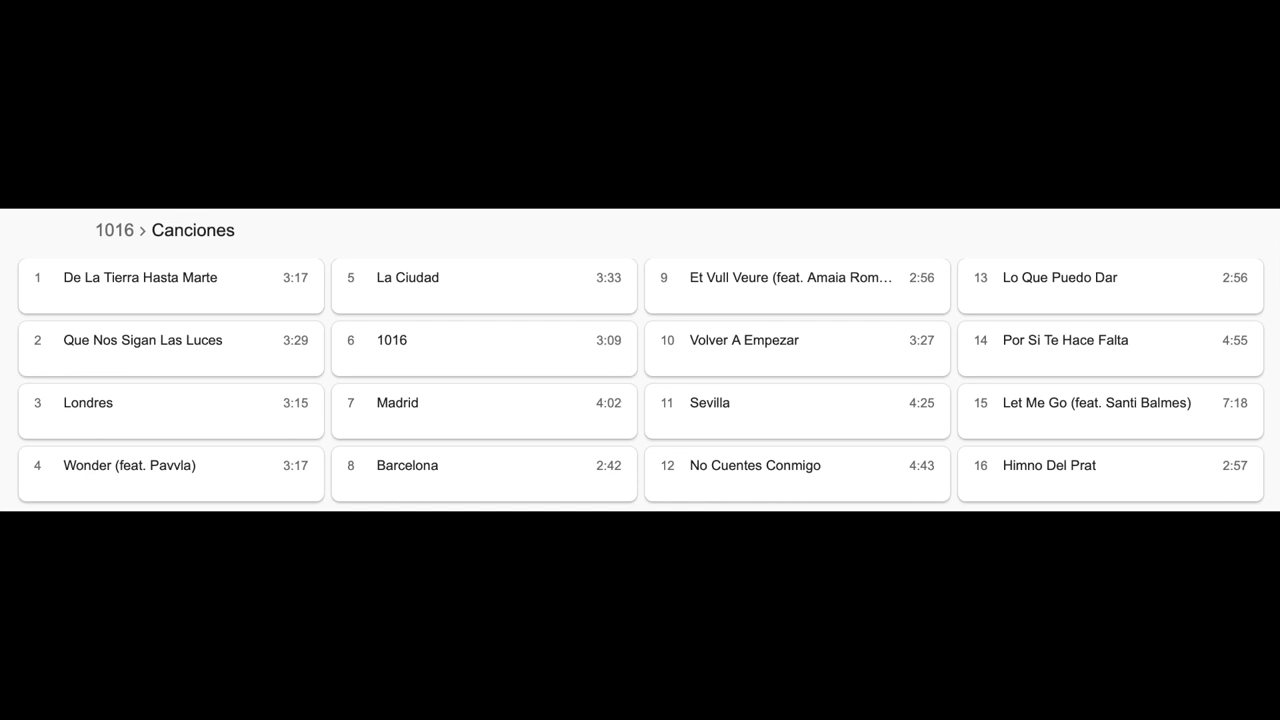 1016 › Canciones
1 De La Tierra Hasta Marte 3:17
2 Que Nos Sigan Las Luces 3:29
3 Londres 3:15
4 Wonder (feat. Pavvla) 3:17
5 La Ciudad 3:33
6 1016 3:09
7 Madrid 4:02
8 Barcelona 2:42
9 Et Vull Veure (feat. Amaia Rom… 2:56
10 Volver A Empezar 3:27
11 Sevilla 4:25
12 No Cuentes Conmigo 4:43
13 Lo Que Puedo Dar 2:56
14 Por Si Te Hace Falta 4:55
15 Let Me Go (feat. Santi Balmes) 7:18
16 Himno Del Prat 2:57